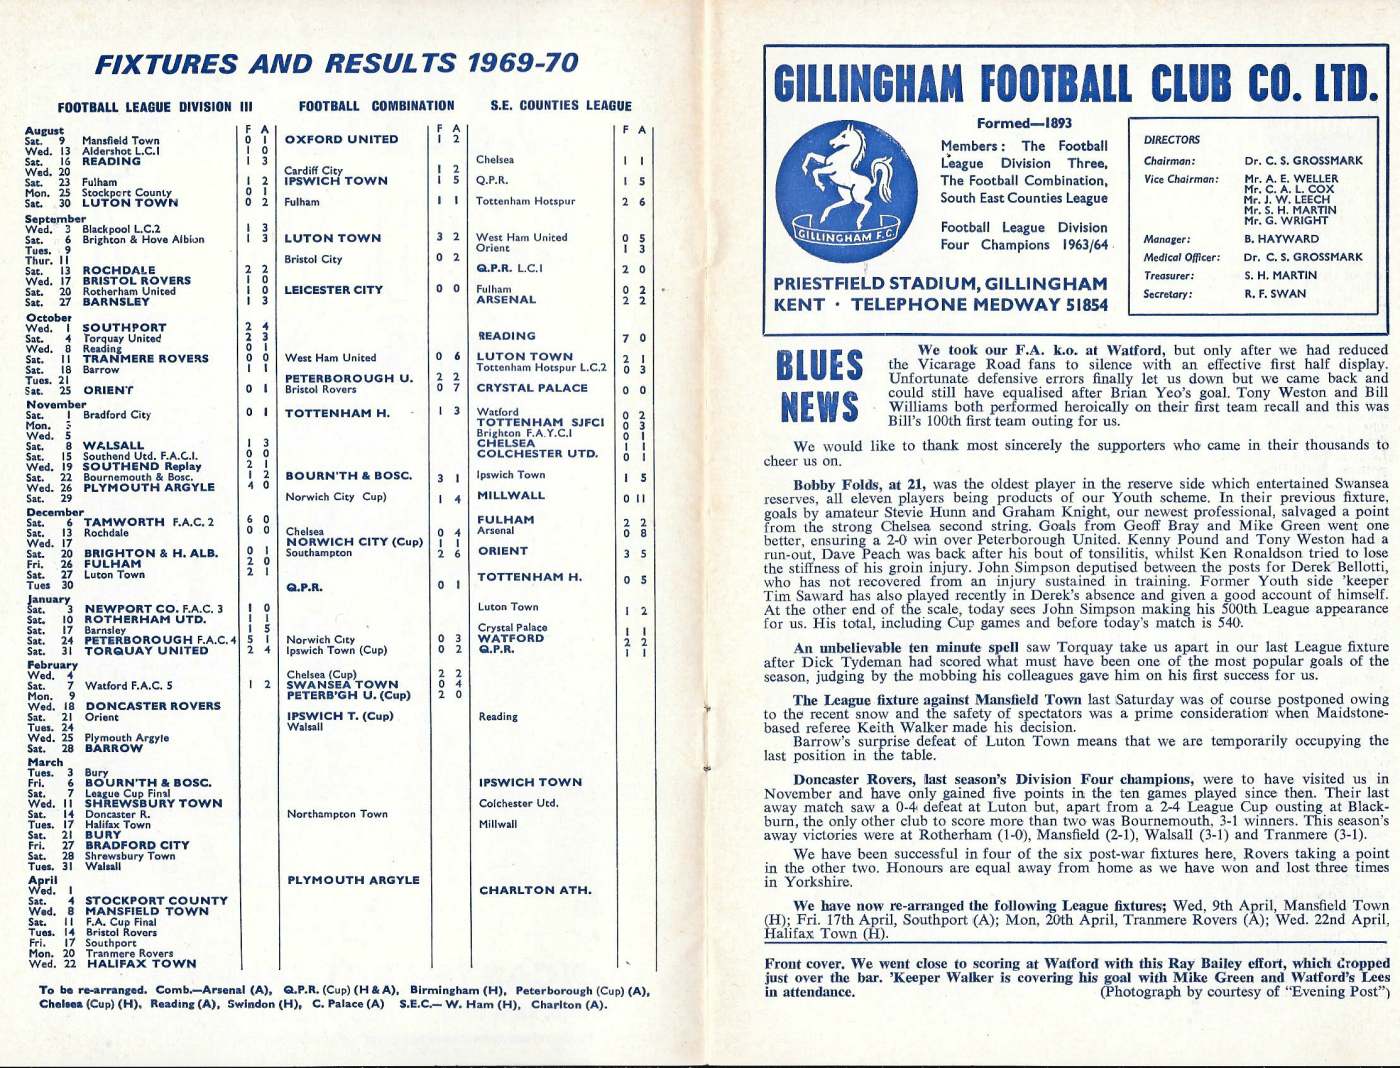 FIXTURES AND RESULTS 1969-70
FOOTBALL LEAGUE DIVISION III FOOTBALL COMBINATION S.E. COUNTIES LEAGUE
August F A F A F A
Sat. 9 Mansfield Town 0 1 OXFORD UNITED 1 2
Wed. 13 Aldershot L.C.1 1 0
Sat. 16 READING 1 3 Chelsea 1 1
Wed. 20 Cardiff City 1 2
Sat. 23 Fulham 1 2 IPSWICH TOWN 1 5 Q.P.R. 1 5
Mon. 25 Stockport County 0 1
Sat. 30 LUTON TOWN 0 2 Fulham 1 1 Tottenham Hotspur 2 6
September
Wed. 3 Blackpool L.C.2 1 3
Sat. 6 Brighton & Hove Albion 1 3 LUTON TOWN 3 2 West Ham United 0 5
Tues. 9 Orient 1 3
Thur. 11 Bristol City 0 2
Sat. 13 ROCHDALE 2 2 Q.P.R. L.C.1 2 0
Wed. 17 BRISTOL ROVERS 1 0
Sat. 20 Rotherham United 1 0 LEICESTER CITY 0 0 Fulham 0 2
Sat. 27 BARNSLEY 1 3 ARSENAL 2 2
October
Wed. 1 SOUTHPORT 2 4
Sat. 4 Torquay United 2 3 READING 7 0
Wed. 8 Reading 0 1
Sat. 11 TRANMERE ROVERS 0 0 West Ham United 0 6 LUTON TOWN 2 1
Sat. 18 Barrow 1 1 Tottenham Hotspur L.C.2 0 3
Tues. 21 PETERBOROUGH U. 2 2
Sat. 25 ORIENT 0 1 Bristol Rovers 0 7 CRYSTAL PALACE 0 0
November
Sat. 1 Bradford City 0 1 TOTTENHAM H. 1 3 Watford 0 2
Mon. TOTTENHAM SJFCI 0 3
Wed. 5 Brighton F.A.Y.C.I 0 1
Sat. 8 WALSALL 1 3 CHELSEA 1 1
Sat. 15 Southend Utd. F.A.C.I. 0 0 COLCHESTER UTD. 0 1
Wed. 19 SOUTHEND Replay 2 1
Sat. 22 Bournemouth & Bosc. 1 2 BOURN'TH & BOSC. 3 1 Ipswich Town 1 5
Wed. 26 PLYMOUTH ARGYLE 4 0
Sat. 29 Norwich City Cup) 1 4 MILLWALL 0 11
December
Sat. 6 TAMWORTH F.A.C. 2 6 0 FULHAM 2 2
Sat. 13 Rochdale 0 0 Chelsea 0 4 Arsenal 0 8
Wed. 17 NORWICH CITY (Cup) 1 1
Sat. 20 BRIGHTON & H. ALB. 0 1 Southampton 2 6 ORIENT 3 5
Fri. 26 FULHAM 2 0
Sat. 27 Luton Town 2 1 TOTTENHAM H. 0 5
Tues 30 Q.P.R. 0 1
January
Sat. 3 NEWPORT CO. F.A.C. 3 1 0 Luton Town 1 2
Sat. 10 ROTHERHAM UTD. 1 1
Sat. 17 Barnsley 1 5 Crystal Palace 1 1
Sat. 24 PETERBOROUGH F.A.C. 4 5 1 Norwich City 0 3 WATFORD 2 2
Sat. 31 TORQUAY UNITED 2 4 Ipswich Town (Cup) 0 2 Q.P.R. 1 1
February
Wed. 4 Chelsea (Cup) 2 2
Sat. 7 Watford F.A.C. 5 1 2 SWANSEA TOWN 0 4
Mon. 9 PETERB'GH U. (Cup) 2 0
Wed. 18 DONCASTER ROVERS
Sat. 21 Orient IPSWICH T. (Cup) Reading
Tues. 24 Walsall
Wed. 25 Plymouth Argyle
Sat. 28 BARROW
March
Tues. 3 Bury
Fri. 6 BOURN'TH & BOSC. IPSWICH TOWN
Sat. 7 League Cup Final
Wed. 11 SHREWSBURY TOWN Colchester Utd.
Sat. 14 Doncaster R. Northampton Town
Tues. 17 Halifax Town Millwall
Sat. 21 BURY
Fri. 27 BRADFORD CITY
Sat. 28 Shrewsbury Town
Tues. 31 Walsall
April PLYMOUTH ARGYLE
Wed. 1 CHARLTON ATH.
Sat. 4 STOCKPORT COUNTY
Wed. 8 MANSFIELD TOWN
Sat. 11 F.A. Cup Final
Tues. 14 Bristol Rovers
Fri. 17 Southport
Mon. 20 Tranmere Rovers
Wed. 22 HALIFAX TOWN
To be re-arranged. Comb.—Arsenal (A), Q.P.R. (Cup) (H & A), Birmingham (H), Peterborough (Cup) (A),
Chelsea (Cup) (H), Reading (A), Swindon (H), C. Palace (A) S.E.C.— W. Ham (H), Charlton (A).
GILLINGHAM FOOTBALL CLUB CO. LTD.
GILLINGHAM F.C.
Formed—1893
Members: The Football
League Division Three,
The Football Combination,
South East Counties League
Football League Division
Four Champions 1963/64
PRIESTFIELD STADIUM, GILLINGHAM
KENT · TELEPHONE MEDWAY 51854
DIRECTORS
Chairman: Dr. C. S. GROSSMARK
Vice Chairman: Mr. A. E. WELLER
Mr. C. A. L. COX
Mr. J. W. LEECH
Mr. S. H. MARTIN
Mr. G. WRIGHT
Manager: B. HAYWARD
Medical Officer: Dr. C. S. GROSSMARK
Treasurer: S. H. MARTIN
Secretary: R. F. SWAN
BLUES
NEWS
We took our F.A. k.o. at Watford, but only after we had reduced
the Vicarage Road fans to silence with an effective first half display.
Unfortunate defensive errors finally let us down but we came back and
could still have equalised after Brian Yeo's goal. Tony Weston and Bill
Williams both performed heroically on their first team recall and this was
Bill's 100th first team outing for us.
We would like to thank most sincerely the supporters who came in their thousands to
cheer us on.
Bobby Folds, at 21, was the oldest player in the reserve side which entertained Swansea
reserves, all eleven players being products of our Youth scheme. In their previous fixture,
goals by amateur Stevie Hunn and Graham Knight, our newest professional, salvaged a point
from the strong Chelsea second string. Goals from Geoff Bray and Mike Green went one
better, ensuring a 2-0 win over Peterborough United. Kenny Pound and Tony Weston had a
run-out, Dave Peach was back after his bout of tonsilitis, whilst Ken Ronaldson tried to lose
the stiffness of his groin injury. John Simpson deputised between the posts for Derek Bellotti,
who has not recovered from an injury sustained in training. Former Youth side 'keeper
Tim Saward has also played recently in Derek's absence and given a good account of himself.
At the other end of the scale, today sees John Simpson making his 500th League appearance
for us. His total, including Cup games and before today's match is 540.
An unbelievable ten minute spell saw Torquay take us apart in our last League fixture
after Dick Tydeman had scored what must have been one of the most popular goals of the
season, judging by the mobbing his colleagues gave him on his first success for us.
The League fixture against Mansfield Town last Saturday was of course postponed owing
to the recent snow and the safety of spectators was a prime consideration when Maidstone-
based referee Keith Walker made his decision.
Barrow's surprise defeat of Luton Town means that we are temporarily occupying the
last position in the table.
Doncaster Rovers, last season's Division Four champions, were to have visited us in
November and have only gained five points in the ten games played since then. Their last
away match saw a 0-4 defeat at Luton but, apart from a 2-4 League Cup ousting at Black-
burn, the only other club to score more than two was Bournemouth, 3-1 winners. This season's
away victories were at Rotherham (1-0), Mansfield (2-1), Walsall (3-1) and Tranmere (3-1).
We have been successful in four of the six post-war fixtures here, Rovers taking a point
in the other two. Honours are equal away from home as we have won and lost three times
in Yorkshire.
We have now re-arranged the following League fixtures; Wed, 9th April, Mansfield Town
(H); Fri. 17th April, Southport (A); Mon, 20th April, Tranmere Rovers (A); Wed. 22nd April,
Halifax Town (H).
Front cover. We went close to scoring at Watford with this Ray Bailey effort, which dropped
just over the bar. 'Keeper Walker is covering his goal with Mike Green and Watford's Lees
in attendance. (Photograph by courtesy of "Evening Post")